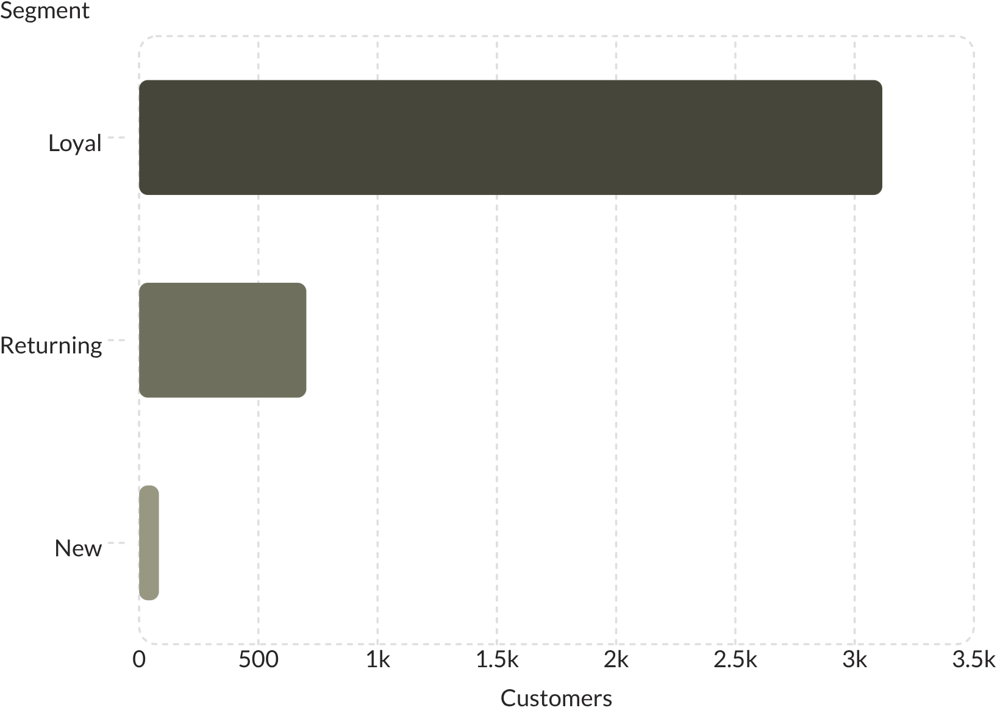 Segment
Loyal
Returning
New
0 500 1k 1.5k 2k 2.5k 3k 3.5k
Customers